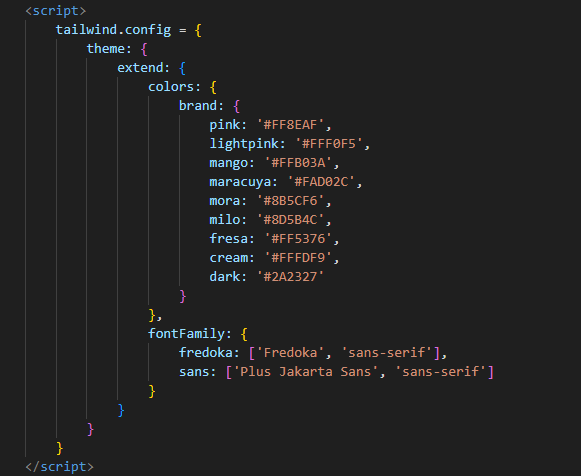 <script>
tailwind.config = {
theme: {
extend: {
colors: {
brand: {
pink: '#FF8EAF',
lightpink: '#FFF0F5',
mango: '#FFB03A',
maracuya: '#FAD02C',
mora: '#8B5CF6',
milo: '#8D5B4C',
fresa: '#FF5376',
cream: '#FFFDF9',
dark: '#2A2327'
}
},
fontFamily: {
fredoka: ['Fredoka', 'sans-serif'],
sans: ['Plus Jakarta Sans', 'sans-serif']
}
}
}
}
</script>